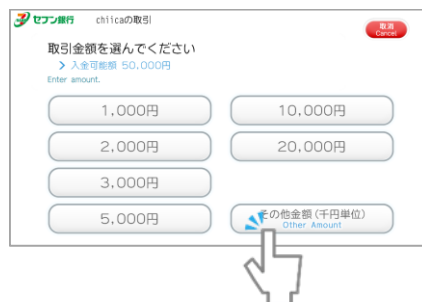 セブン銀行 chiicaの取引
取消
Cancel
取引金額を選んでください
> 入金可能額 50,000円
Enter amount.
1,000円
10,000円
2,000円
20,000円
3,000円
5,000円
その他金額(千円単位)
Other Amount